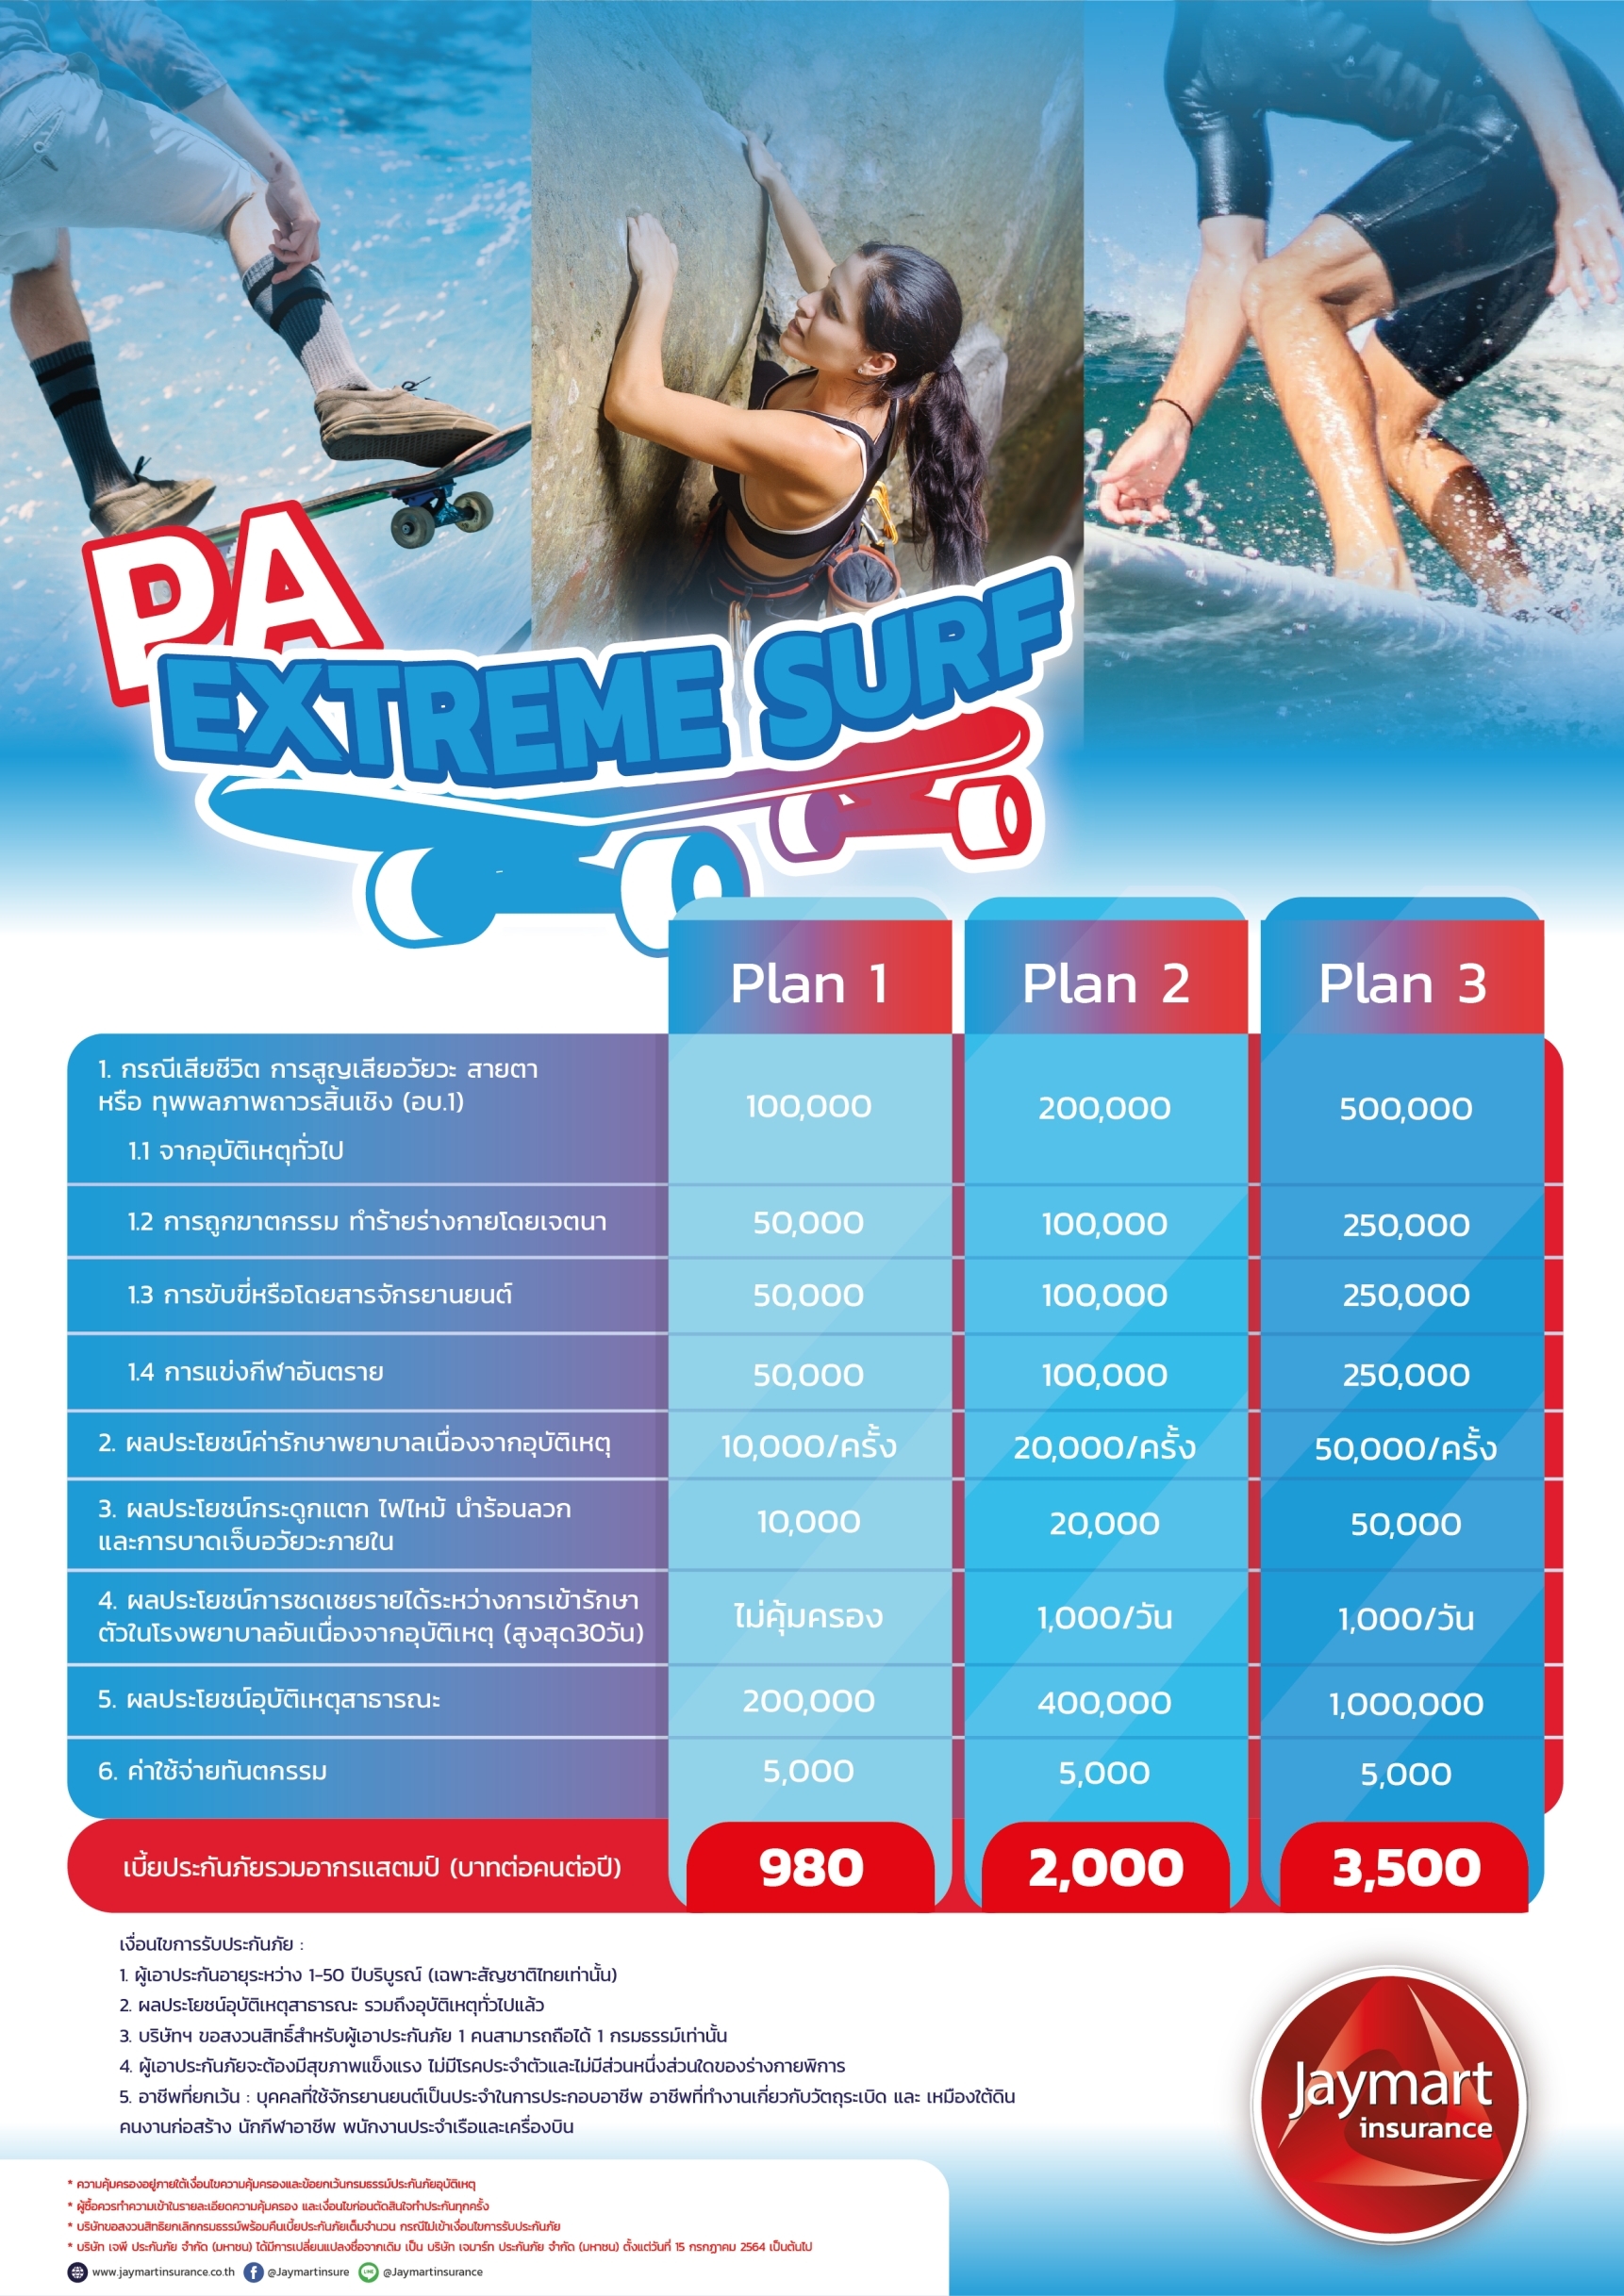 PA
EXTREME SURF
Plan 1 Plan 2 Plan 3
1. กรณีเสียชีวิต การสูญเสียอวัยวะ สายตา
หรือ ทุพพลภาพถาวรสิ้นเชิง (อบ.1)
1.1 จากอุบัติเหตุทั่วไป
100,000 200,000 500,000
1.2 การถูกฆาตกรรม ทำร้ายร่างกายโดยเจตนา 50,000 100,000 250,000
1.3 การขับขี่หรือโดยสารจักรยานยนต์ 50,000 100,000 250,000
1.4 การแข่งกีฬาอันตราย 50,000 100,000 250,000
2. ผลประโยชน์ค่ารักษาพยาบาลเนื่องจากอุบัติเหตุ 10,000/ครั้ง 20,000/ครั้ง 50,000/ครั้ง
3. ผลประโยชน์กระดูกแตก ไฟไหม้ นำร้อนลวก
และการบาดเจ็บอวัยวะภายใน
10,000 20,000 50,000
4. ผลประโยชน์การชดเชยรายได้ระหว่างการเข้ารักษา
ตัวในโรงพยาบาลอันเนื่องจากอุบัติเหตุ (สูงสุด30วัน)
ไม่คุ้มครอง 1,000/วัน 1,000/วัน
5. ผลประโยชน์อุบัติเหตุสาธารณะ 200,000 400,000 1,000,000
6. ค่าใช้จ่ายทันตกรรม 5,000 5,000 5,000
เบี้ยประกันภัยรวมอากรแสตมป์ (บาทต่อคนต่อปี) 980 2,000 3,500
เงื่อนไขการรับประกันภัย :
1. ผู้เอาประกันอายุระหว่าง 1-50 ปีบริบูรณ์ (เฉพาะสัญชาติไทยเท่านั้น)
2. ผลประโยชน์อุบัติเหตุสาธารณะ รวมถึงอุบัติเหตุทั่วไปแล้ว
3. บริษัทฯ ขอสงวนสิทธิ์สำหรับผู้เอาประกันภัย 1 คนสามารถถือได้ 1 กรมธรรม์เท่านั้น
4. ผู้เอาประกันภัยจะต้องมีสุขภาพแข็งแรง ไม่มีโรคประจำตัวและไม่มีส่วนหนึ่งส่วนใดของร่างกายพิการ
5. อาชีพที่ยกเว้น : บุคคลที่ใช้จักรยานยนต์เป็นประจำในการประกอบอาชีพ อาชีพที่ทำงานเกี่ยวกับวัตถุระเบิด และ เหมืองใต้ดิน
คนงานก่อสร้าง นักกีฬาอาชีพ พนักงานประจำเรือและเครื่องบิน
Jaymart
insurance
* ความคุ้มครองอยู่ภายใต้เงื่อนไขความคุ้มครองและข้อยกเว้นกรมธรรม์ประกันภัยอุบัติเหตุ
* ผู้ซื้อควรทำความเข้าในรายละเอียดความคุ้มครอง และเงื่อนไขก่อนตัดสินใจทำประกันทุกครั้ง
* บริษัทขอสงวนสิทธิยกเลิกกรมธรรม์พร้อมคืนเบี้ยประกันภัยเต็มจำนวน กรณีไม่เข้าเงื่อนไขการรับประกันภัย
* บริษัท เจพี ประกันภัย จำกัด (มหาชน) ได้มีการเปลี่ยนแปลงชื่อจากเดิม เป็น บริษัท เจมาร์ท ประกันภัย จำกัด (มหาชน) ตั้งแต่วันที่ 15 กรกฎาคม 2564 เป็นต้นไป
www.jaymartinsurance.co.th @Jaymartinsure @Jaymartinsurance